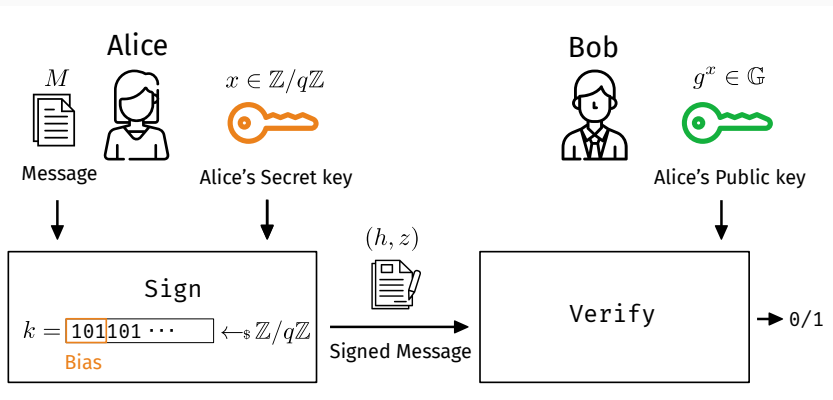 Alice
Bob
M
x ∈ ℤ/qℤ
g^x ∈ 𝔾
Message
Alice's Secret key
Alice's Public key
(h, z)
Sign
Verify
k = 101101 ··· ←$ ℤ/qℤ
0/1
Signed Message
Bias